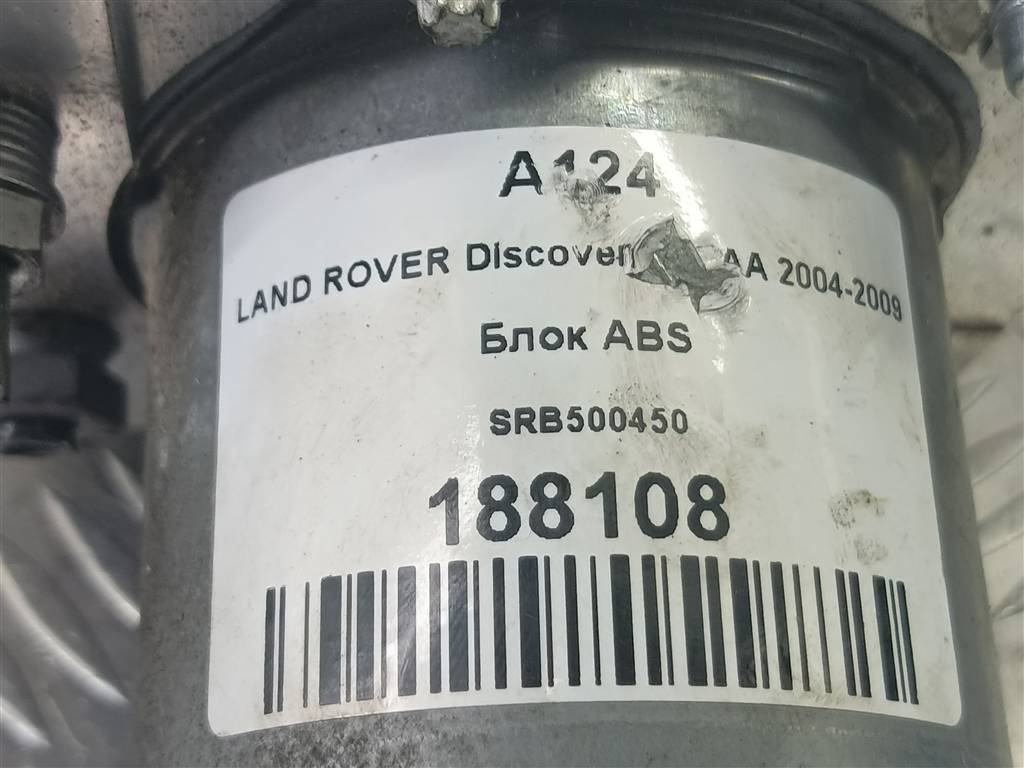 A124
LAND ROVER Discover AA 2004-2009
Блок ABS
SRB500450
188108